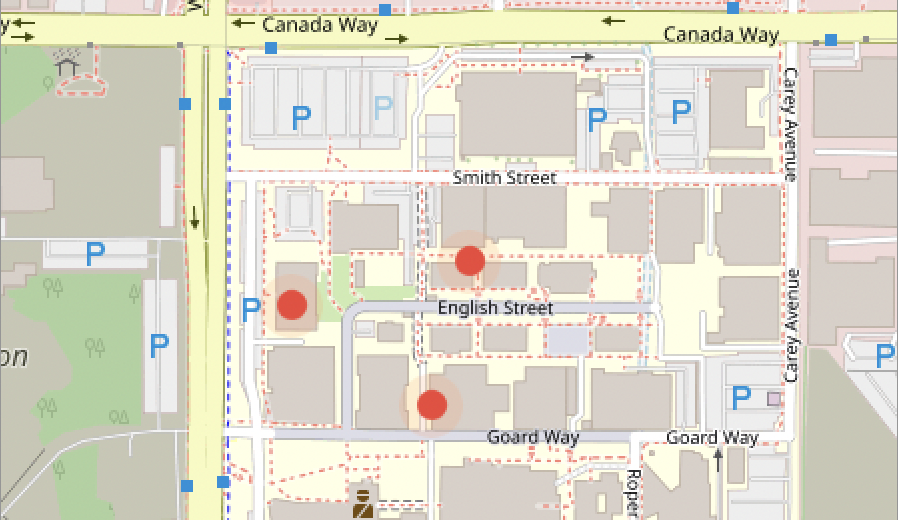 W
y
Canada Way
Canada Way
P
P
P
P
Carey Avenue
Smith Street
P
P
English Street
P
on
P
Carey Avenue
P
Goard Way
Goard Way
Roper